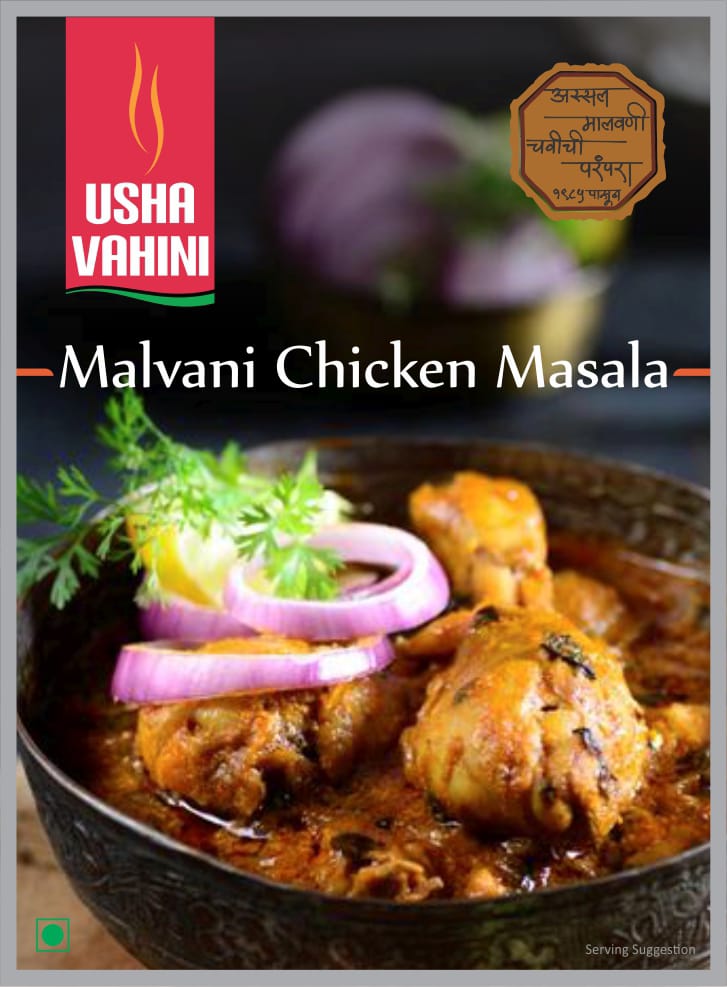 USHA
VAHINI
अस्सल
मालवणी
चवीची
परंपरा
१९८५ पासून
Malvani Chicken Masala
Serving Suggestion